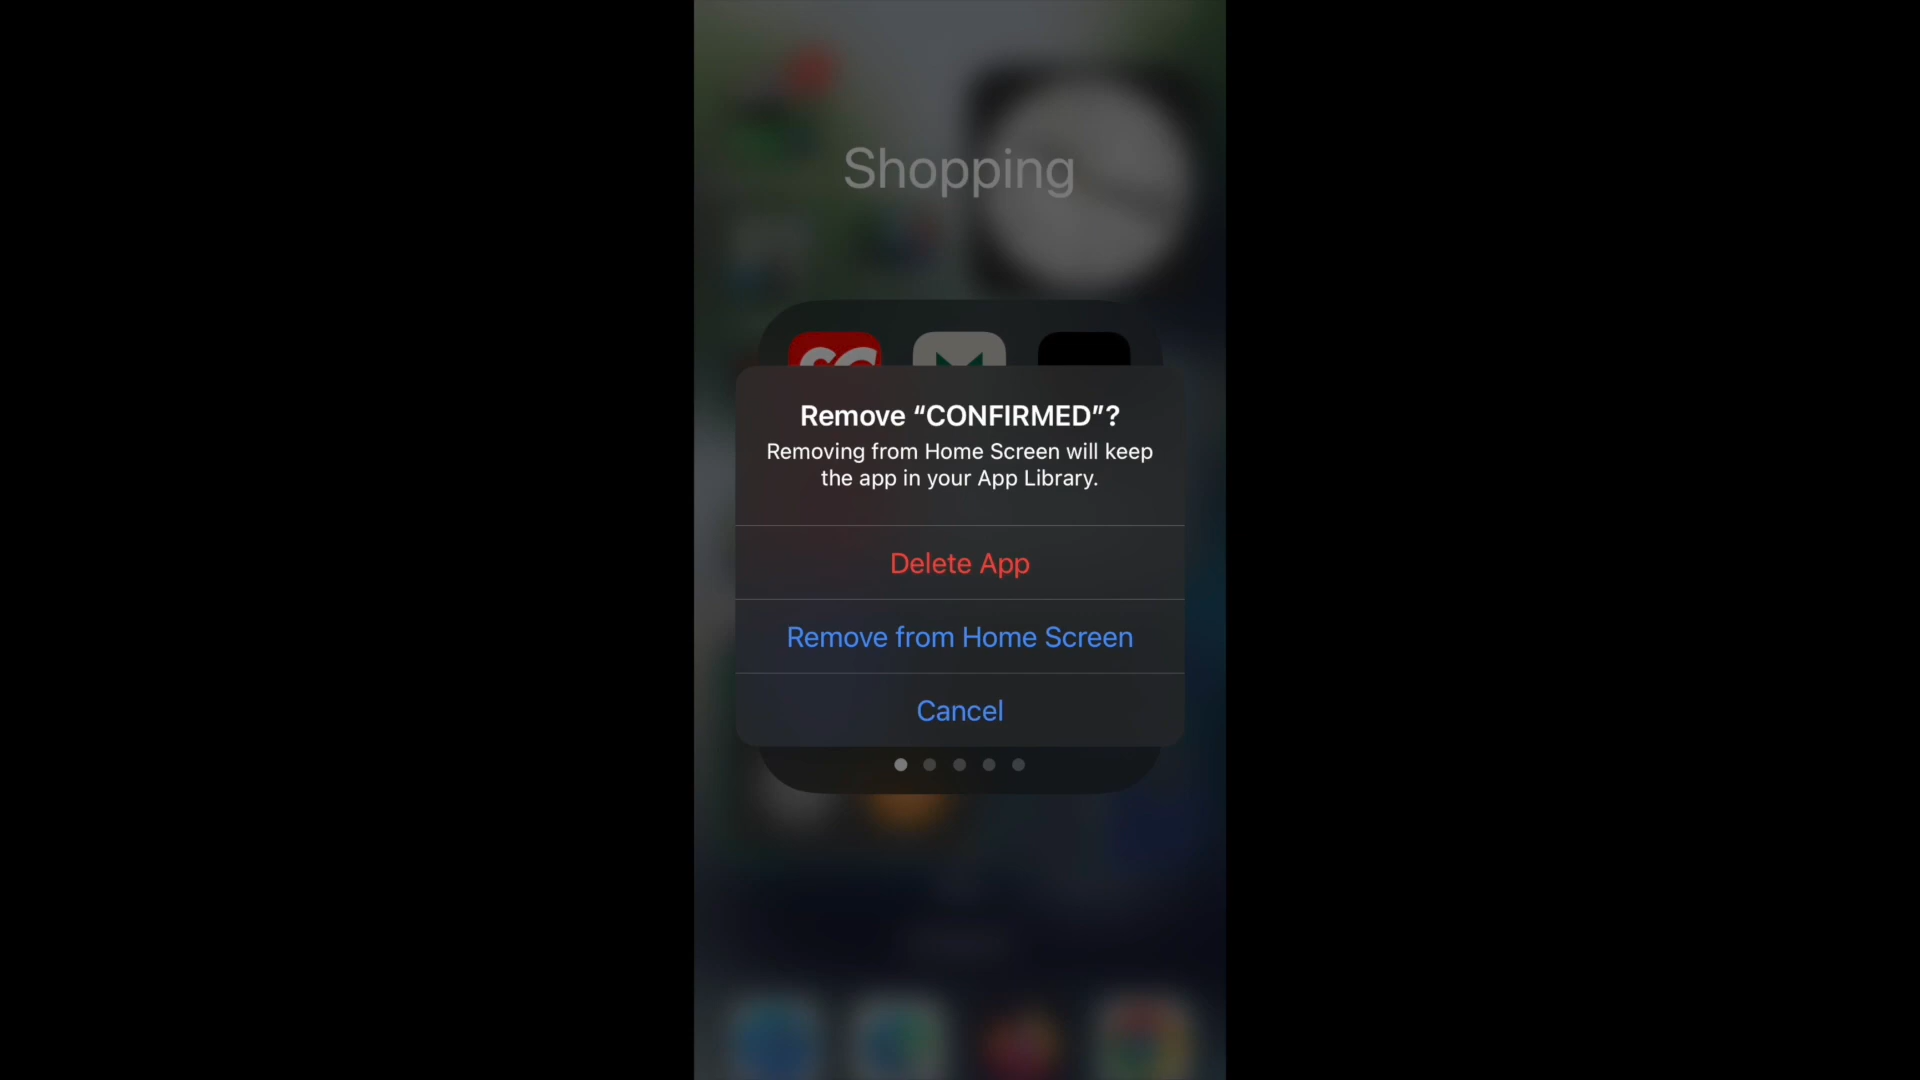 Shopping
Remove “CONFIRMED”?
Removing from Home Screen will keep
the app in your App Library.
Delete App
Remove from Home Screen
Cancel